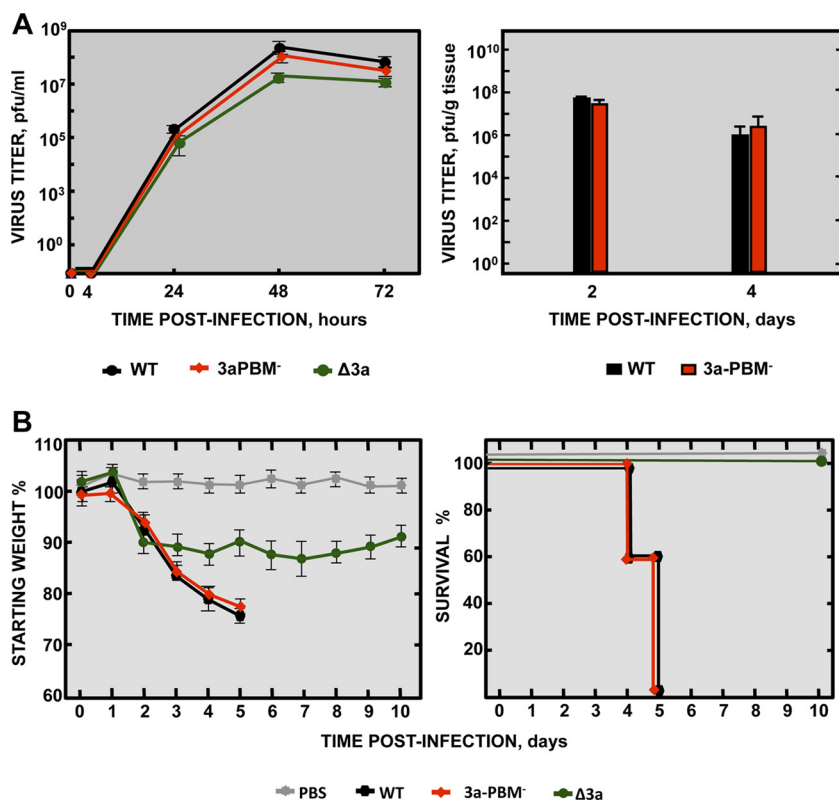 A
VIRUS TITER, pfu/ml
10⁹
10⁷
10⁵
10³
10⁰
0 4 24 48 72
TIME POST-INFECTION, hours
WT 3aPBM⁻ Δ3a
VIRUS TITER, pfu/g tissue
10¹⁰
10⁸
10⁶
10⁴
10²
10⁰
2 4
TIME POST-INFECTION, days
WT 3a-PBM⁻
B
STARTING WEIGHT %
110
100
90
80
70
60
0 1 2 3 4 5 6 7 8 9 10
SURVIVAL %
100
80
60
40
20
0 1 2 3 4 5 6 7 8 9 10
TIME POST-INFECTION, days
PBS WT 3a-PBM⁻ Δ3a